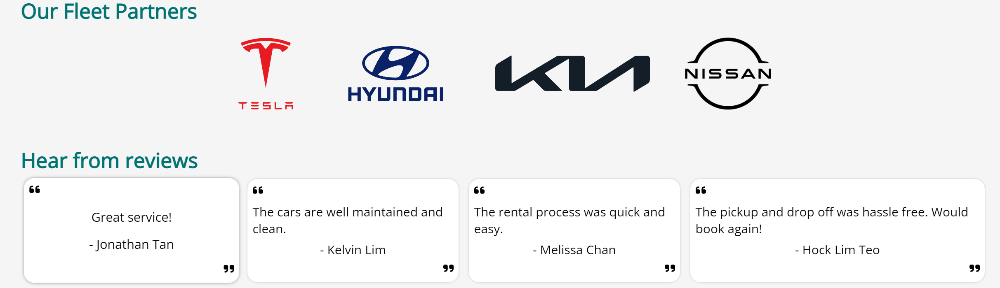 Our Fleet Partners
TESLA
HYUNDAI
KIA
NISSAN
Hear from reviews
“
Great service!
- Jonathan Tan
”
“
The cars are well maintained and
clean.
- Kelvin Lim
”
“
The rental process was quick and
easy.
- Melissa Chan
”
“
The pickup and drop off was hassle free. Would
book again!
- Hock Lim Teo
”